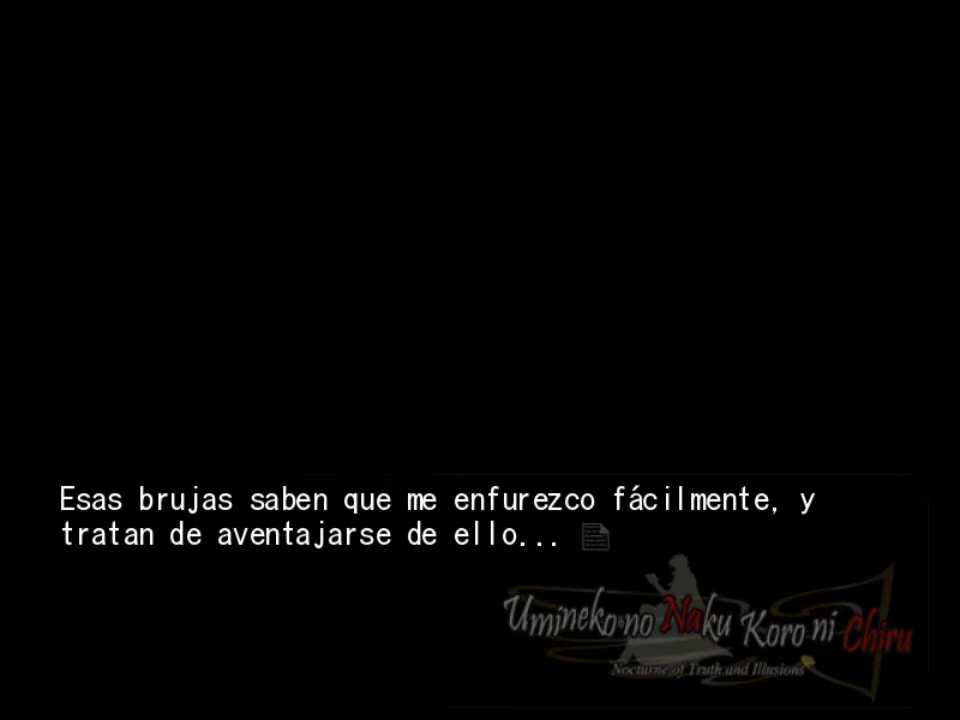 Esas brujas saben que me enfurezco fácilmente, y
tratan de aventajarse de ello...
Umineko no Naku Koro ni Chiru
Nocturne of Truth and Illusions